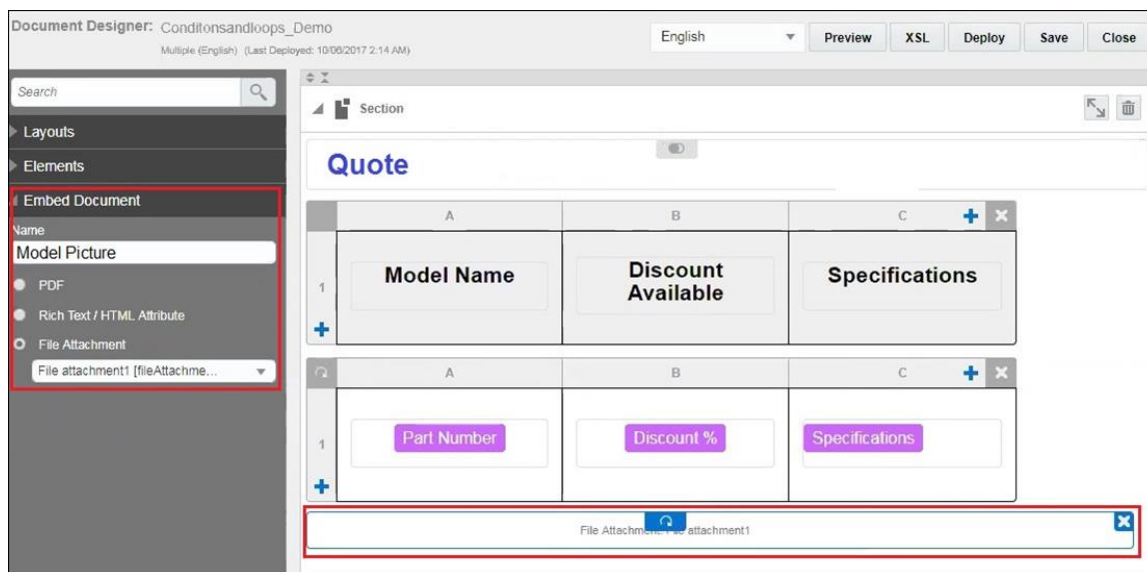 Document Designer: Conditonsandloops_Demo
Multiple (English) (Last Deployed: 10/06/2017 2:14 AM)
English
Preview
XSL
Deploy
Save
Close
Search
Layouts
Elements
Embed Document
Name
Model Picture
PDF
Rich Text / HTML Attribute
File Attachment
File attachment1 [fileAttachme...
Section
Quote
A B C
1
Model Name
Discount
Available
Specifications
A B C
1
Part Number
Discount %
Specifications
File attachment1